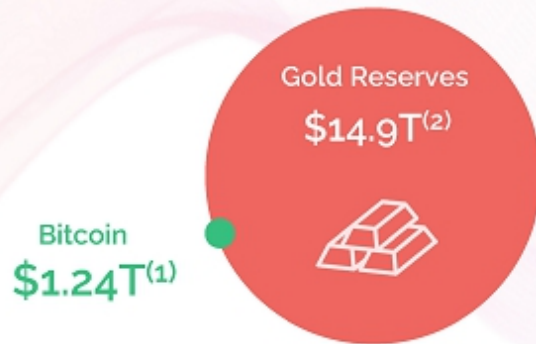 Gold Reserves
$14.9T(2)
Bitcoin
$1.24T(1)